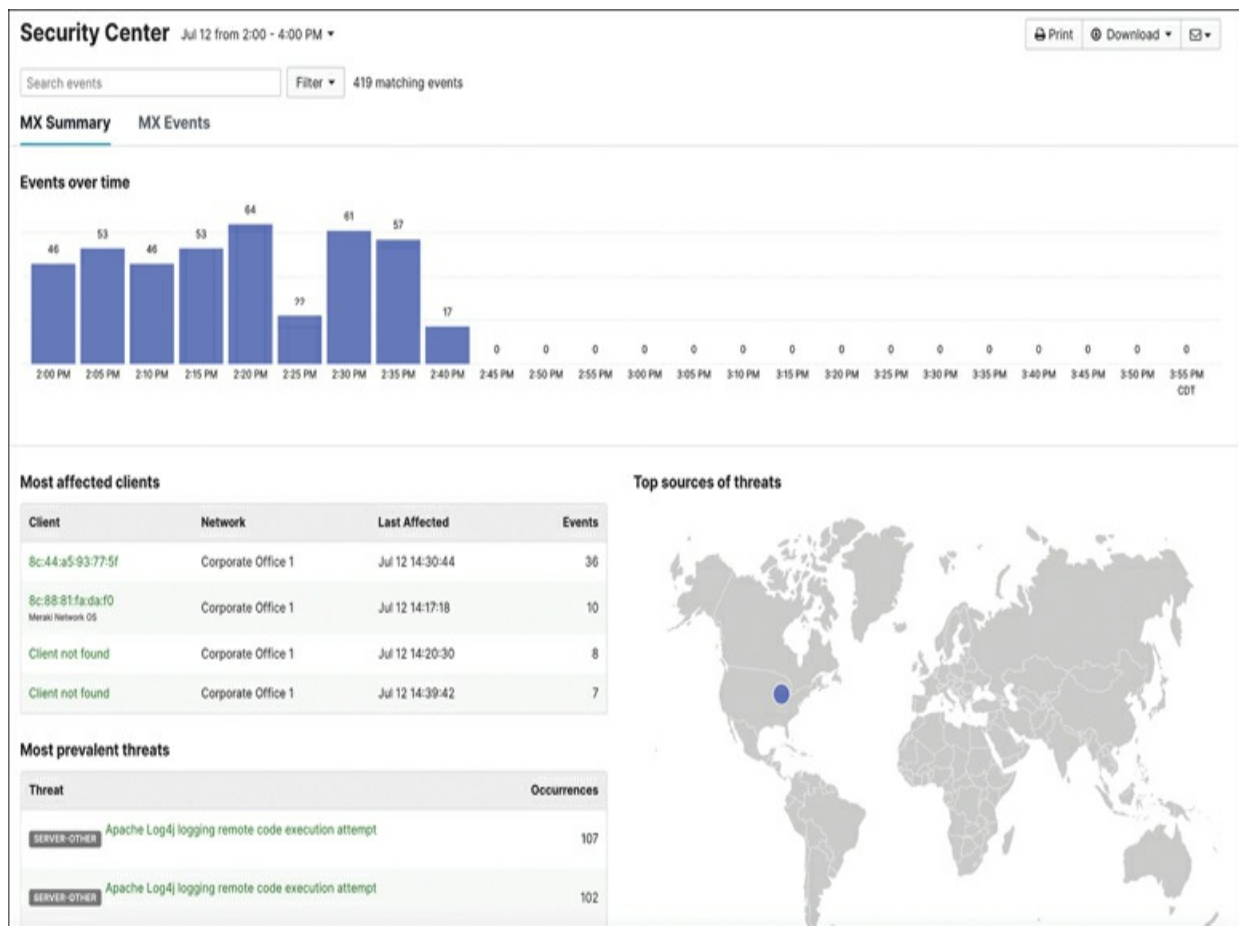 Security Center Jul 12 from 2:00 - 4:00 PM
Print Download
Search events Filter 419 matching events
MX Summary MX Events
Events over time
46 53 46 53 64 22 61 57 17 0 0 0 0 0 0 0 0 0 0 0 0 0 0 0
2:00 PM 2:05 PM 2:10 PM 2:15 PM 2:20 PM 2:25 PM 2:30 PM 2:35 PM 2:40 PM 2:45 PM 2:50 PM 2:55 PM 3:00 PM 3:05 PM 3:10 PM 3:15 PM 3:20 PM 3:25 PM 3:30 PM 3:35 PM 3:40 PM 3:45 PM 3:50 PM 3:55 PM
CDT
Most affected clients
Client Network Last Affected Events
8c:44:a5:93:77:5f Corporate Office 1 Jul 12 14:30:44 36
8c:88:81:fa:da:f0 Corporate Office 1 Jul 12 14:17:18 10
Meraki Network OS
Client not found Corporate Office 1 Jul 12 14:20:30 8
Client not found Corporate Office 1 Jul 12 14:39:42 7
Most prevalent threats
Threat Occurrences
SERVER-OTHER Apache Log4j logging remote code execution attempt 107
SERVER-OTHER Apache Log4j logging remote code execution attempt 102
Top sources of threats